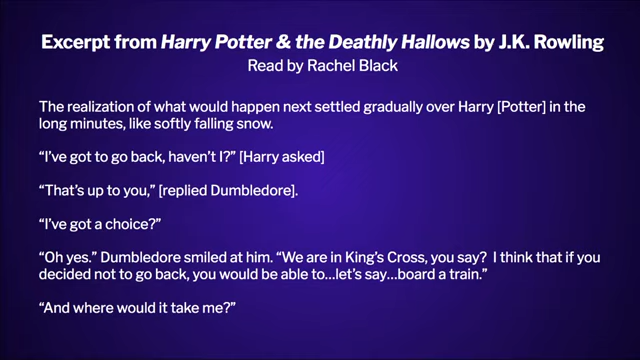 Excerpt from Harry Potter & the Deathly Hallows by J.K. Rowling
Read by Rachel Black
The realization of what would happen next settled gradually over Harry [Potter] in the
long minutes, like softly falling snow.
“I’ve got to go back, haven’t I?” [Harry asked]
“That’s up to you,” [replied Dumbledore].
“I’ve got a choice?”
“Oh yes.” Dumbledore smiled at him. “We are in King’s Cross, you say?  I think that if you
decided not to go back, you would be able to…let’s say…board a train.”
“And where would it take me?”